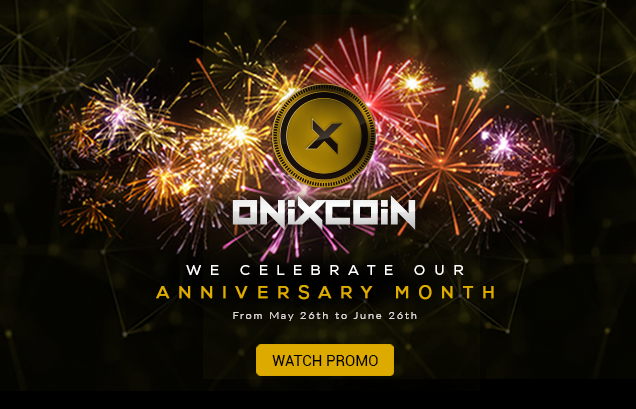 ONiXCOiN
WE CELEBRATE OUR
ANNIVERSARY MONTH
From May 26th to June 26th
WATCH PROMO